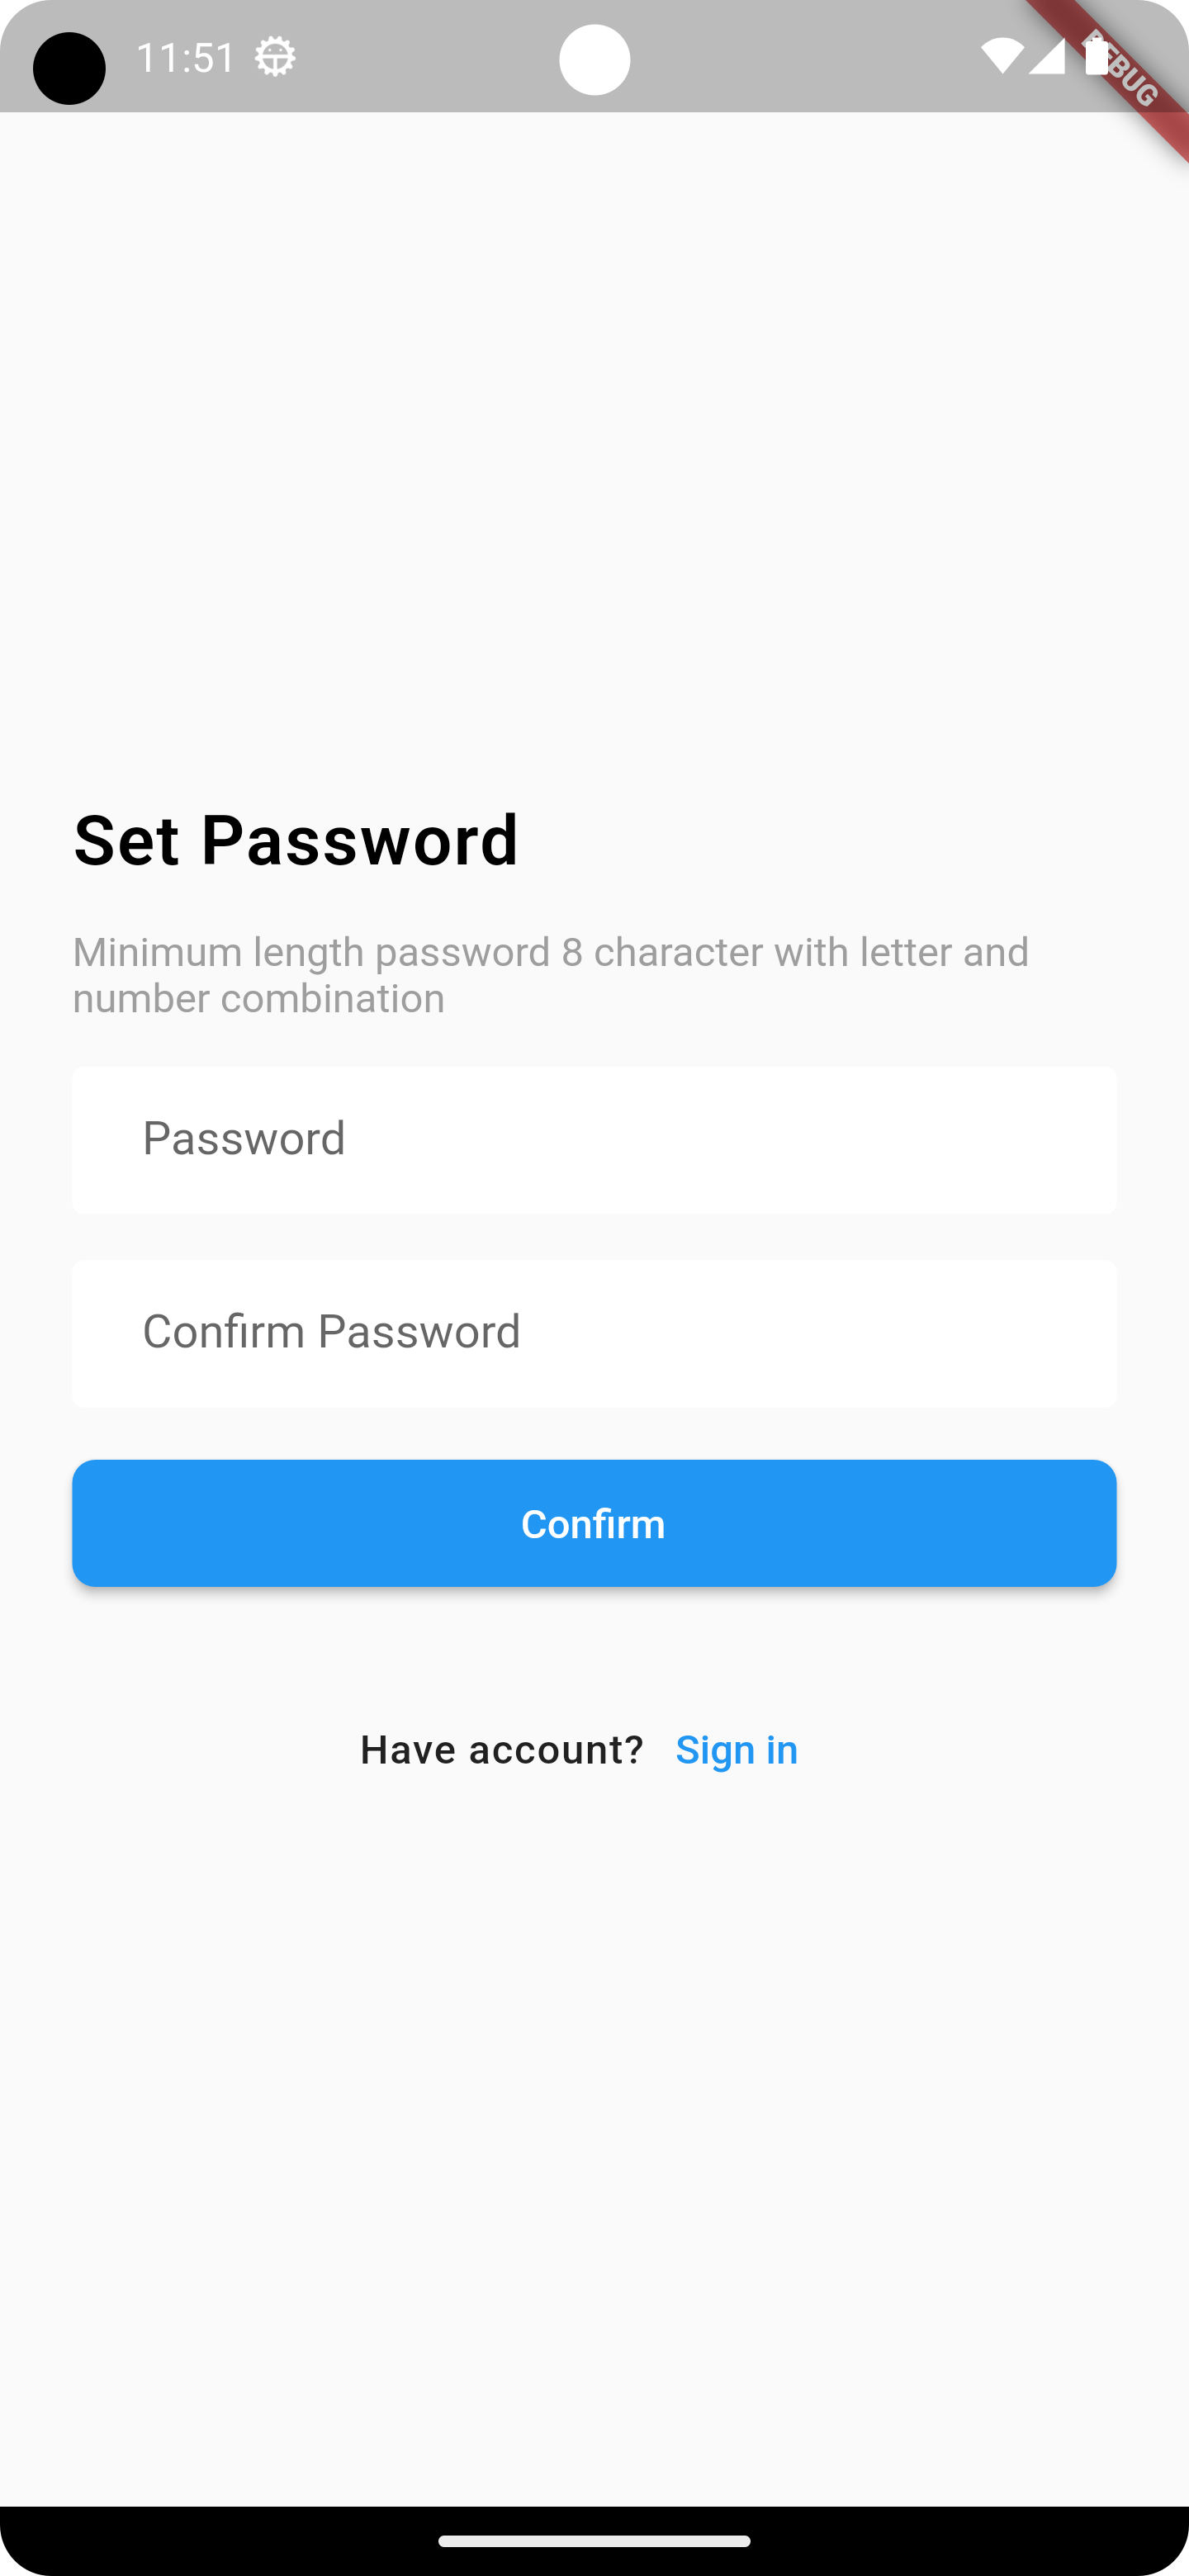 11:51
DEBUG
Set Password
Minimum length password 8 character with letter and
number combination
Password
Confirm Password
Confirm
Have account? Sign in